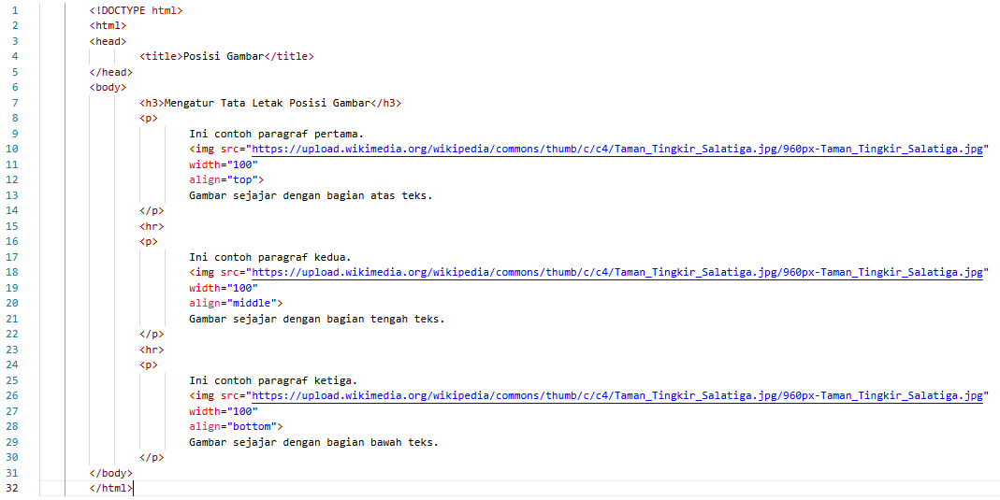 1 <!DOCTYPE html>
2 <html>
3 <head>
4 <title>Posisi Gambar</title>
5 </head>
6 <body>
7 <h3>Mengatur Tata Letak Posisi Gambar</h3>
8 <p>
9 Ini contoh paragraf pertama.
10 <img src="https://upload.wikimedia.org/wikipedia/commons/thumb/c/c4/Taman_Tingkir_Salatiga.jpg/960px-Taman_Tingkir_Salatiga.jpg"
11 width="100"
12 align="top">
13 Gambar sejajar dengan bagian atas teks.
14 </p>
15 <hr>
16 <p>
17 Ini contoh paragraf kedua.
18 <img src="https://upload.wikimedia.org/wikipedia/commons/thumb/c/c4/Taman_Tingkir_Salatiga.jpg/960px-Taman_Tingkir_Salatiga.jpg"
19 width="100"
20 align="middle">
21 Gambar sejajar dengan bagian tengah teks.
22 </p>
23 <hr>
24 <p>
25 Ini contoh paragraf ketiga.
26 <img src="https://upload.wikimedia.org/wikipedia/commons/thumb/c/c4/Taman_Tingkir_Salatiga.jpg/960px-Taman_Tingkir_Salatiga.jpg"
27 width="100"
28 align="bottom">
29 Gambar sejajar dengan bagian bawah teks.
30 </p>
31 </body>
32 </html>